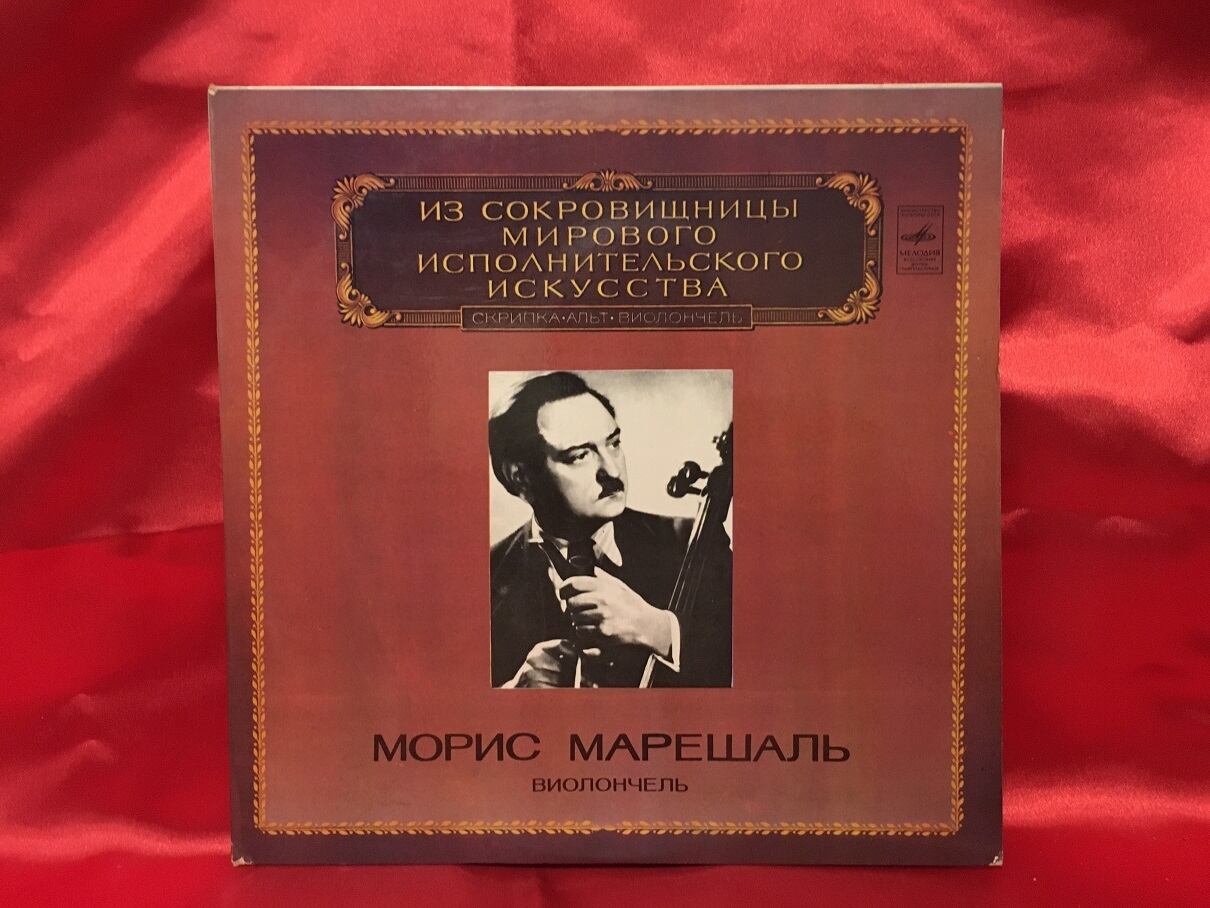 ИЗ СОКРОВИЩНИЦЫ
МИРОВОГО
ИСПОЛНИТЕЛЬСКОГО
ИСКУССТВА
СКРИПКА•АЛЬТ•ВИОЛОНЧЕЛЬ
МЕЛОДИЯ
МОРИС МАРЕШАЛЬ
ВИОЛОНЧЕЛЬ